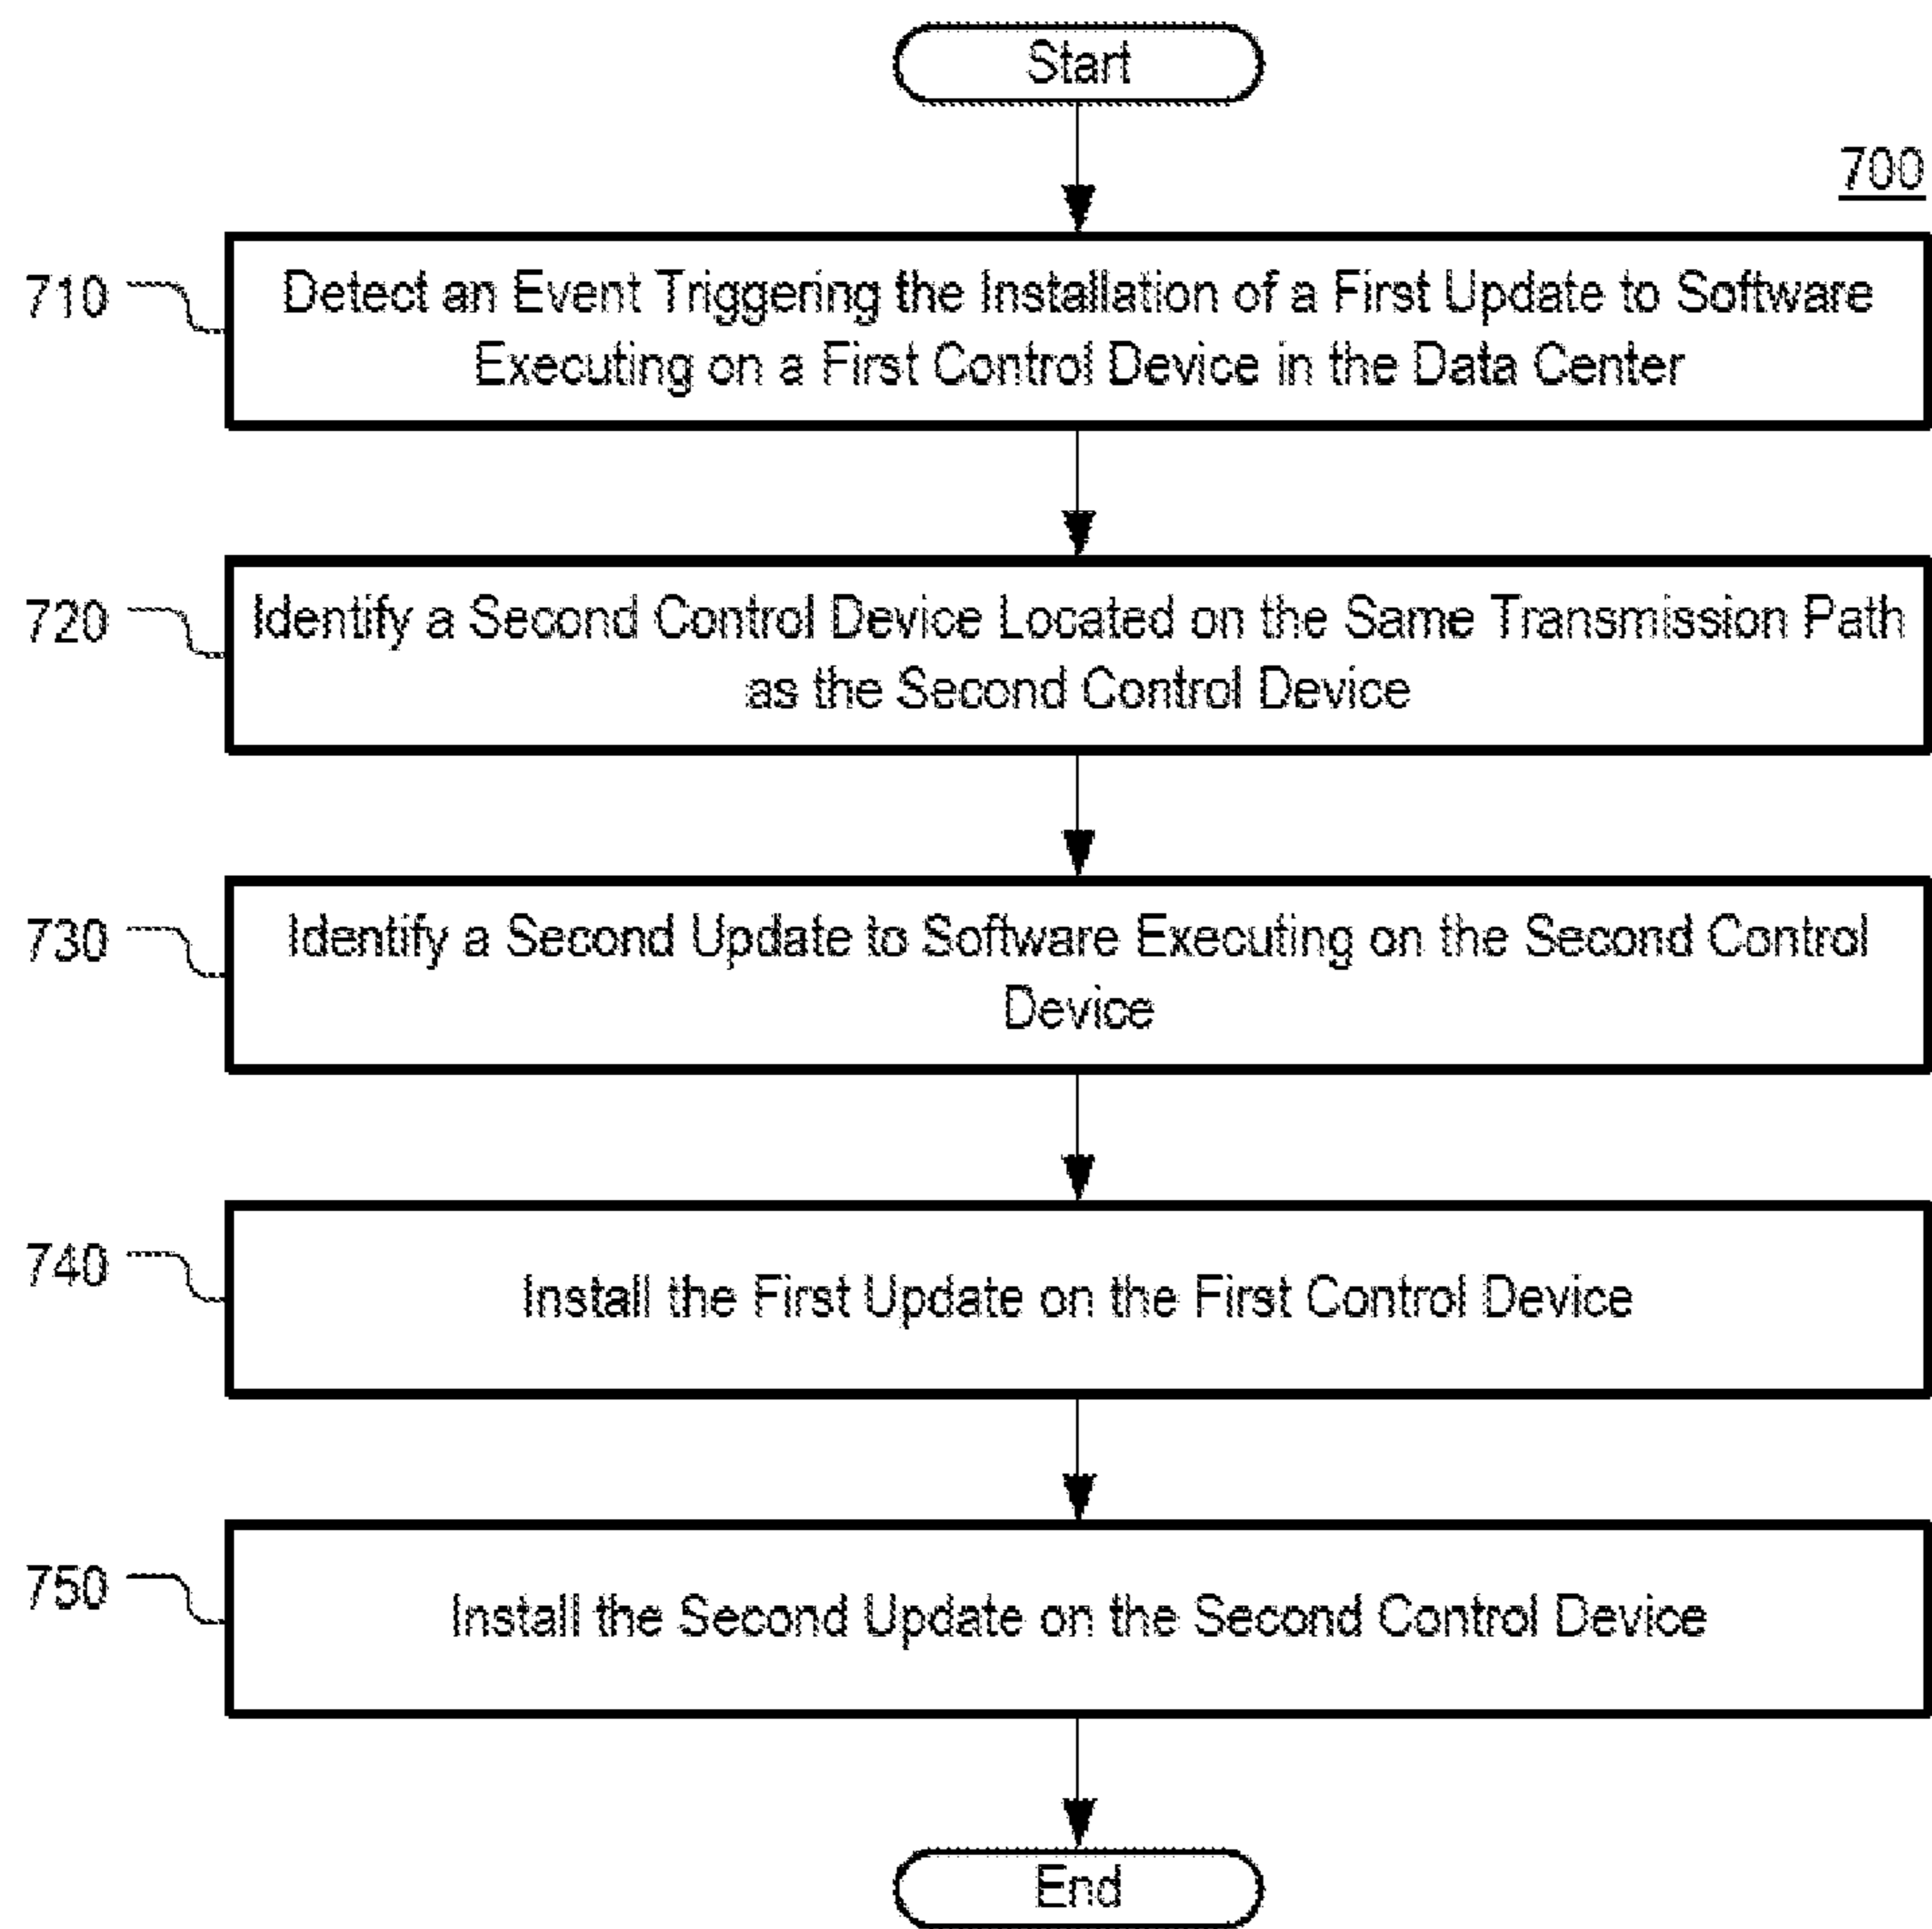 Start
700
710
Detect an Event Triggering the Installation of a First Update to Software
Executing on a First Control Device in the Data Center
720
Identify a Second Control Device Located on the Same Transmission Path
as the Second Control Device
730
Identify a Second Update to Software Executing on the Second Control
Device
740
Install the First Update on the First Control Device
750
Install the Second Update on the Second Control Device
End